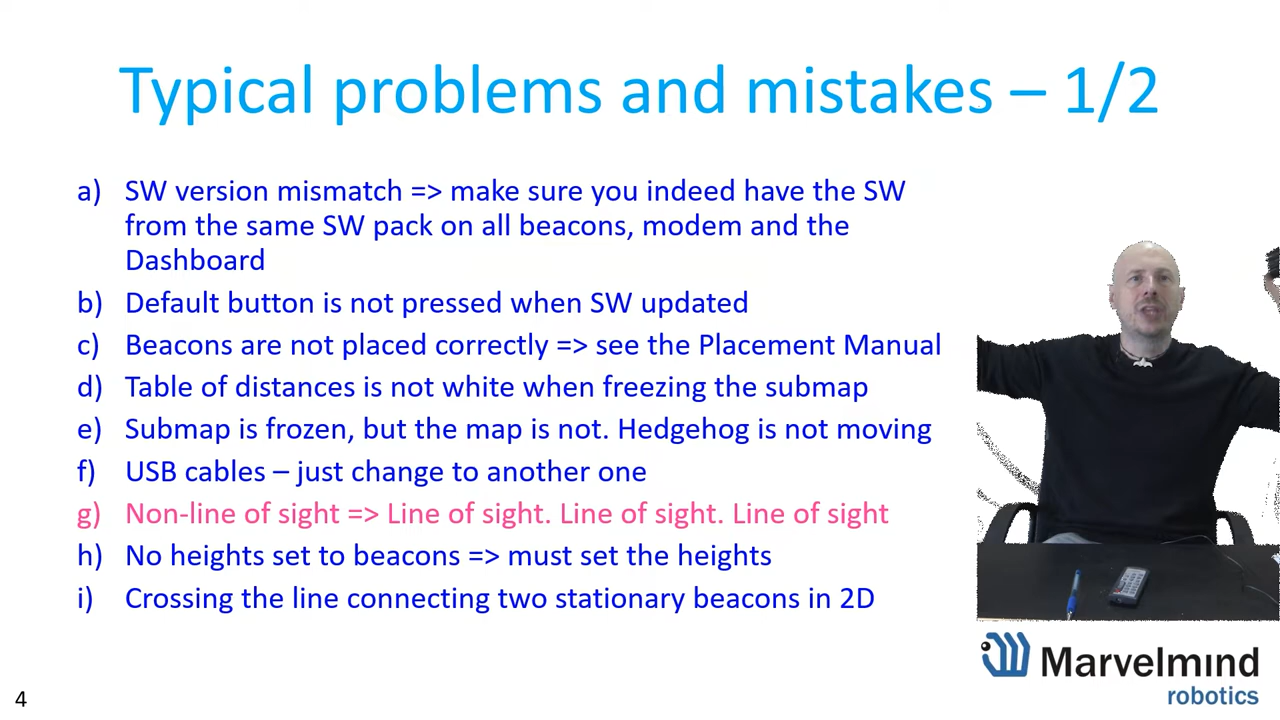 Typical problems and mistakes – 1/2
a) SW version mismatch => make sure you indeed have the SW
from the same SW pack on all beacons, modem and the
Dashboard
b) Default button is not pressed when SW updated
c) Beacons are not placed correctly => see the Placement Manual
d) Table of distances is not white when freezing the submap
e) Submap is frozen, but the map is not. Hedgehog is not moving
f) USB cables – just change to another one
g) Non-line of sight => Line of sight. Line of sight. Line of sight
h) No heights set to beacons => must set the heights
i) Crossing the line connecting two stationary beacons in 2D
Marvelmind
robotics
4